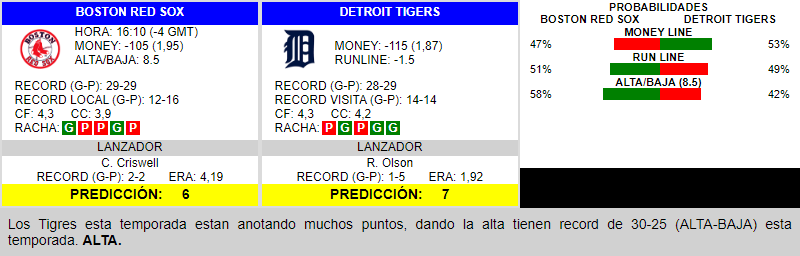 BOSTON RED SOX
BOSTON
RED SOX
HORA: 16:10 (-4 GMT)
MONEY: -105 (1,95)
ALTA/BAJA: 8.5
RECORD (G-P): 29-29
RECORD LOCAL (G-P): 12-16
CF: 4,3 CC: 3,9
RACHA: G P P G P
LANZADOR
C. Criswell
RECORD (G-P): 2-2 ERA: 4,19
PREDICCIÓN: 6
DETROIT TIGERS
D
MONEY: -115 (1,87)
RUNLINE: -1.5
RECORD (G-P): 28-29
RECORD VISITA (G-P): 14-14
CF: 4,3 CC: 4,2
RACHA: P G P G G
LANZADOR
R. Olson
RECORD (G-P): 1-5 ERA: 1,92
PREDICCIÓN: 7
PROBABILIDADES
BOSTON RED SOX DETROIT TIGERS
MONEY LINE
47% 53%
RUN LINE
51% 49%
ALTA/BAJA (8.5)
58% 42%
Los Tigres esta temporada estan anotando muchos puntos, dando la alta tienen record de 30-25 (ALTA-BAJA) esta
temporada. ALTA.